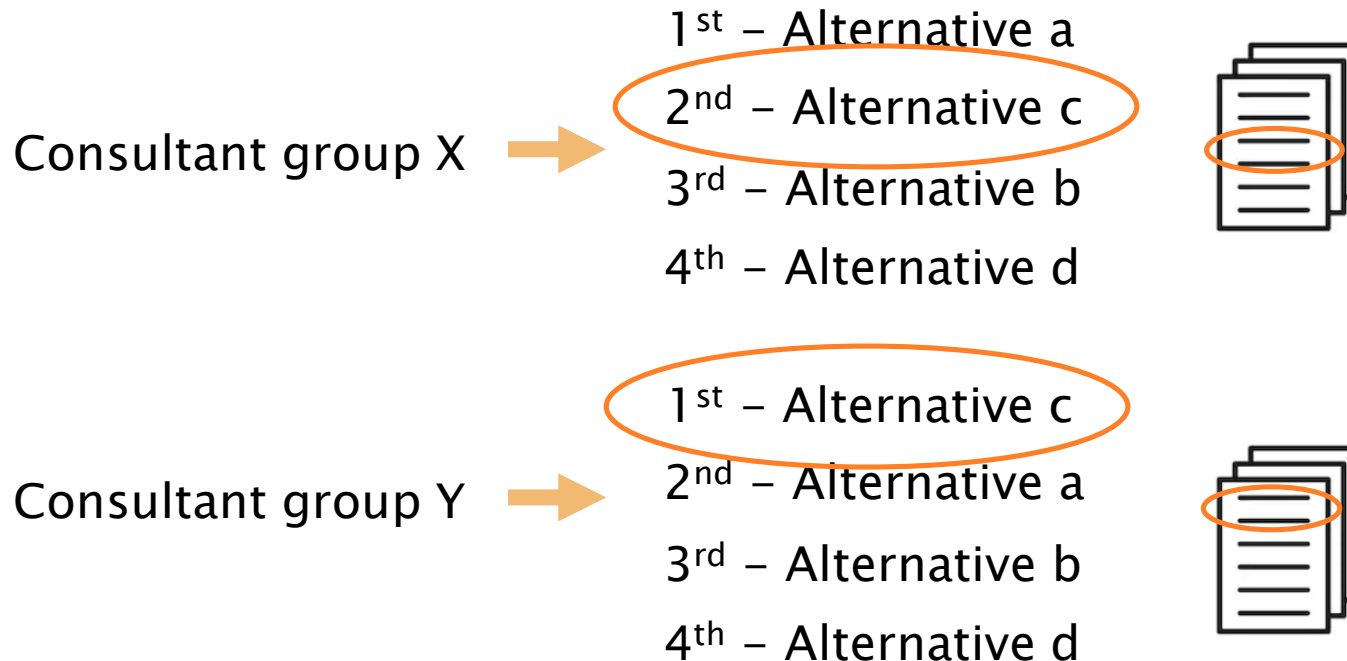 1st – Alternative a
2nd – Alternative c
Consultant group X
3rd – Alternative b
4th – Alternative d
1st – Alternative c
2nd – Alternative a
Consultant group Y
3rd – Alternative b
4th – Alternative d